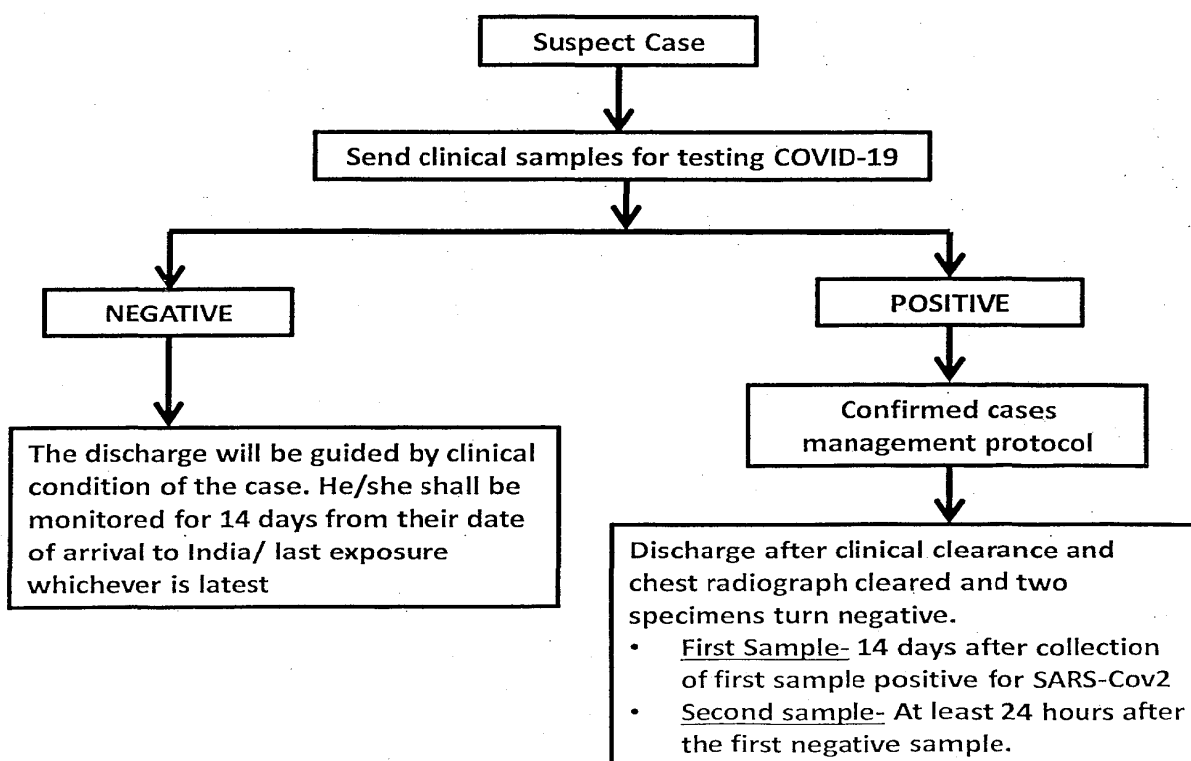 Suspect Case
Send clinical samples for testing COVID-19
NEGATIVE
POSITIVE
The discharge will be guided by clinical
condition of the case. He/she shall be
monitored for 14 days from their date
of arrival to India/ last exposure
whichever is latest
Confirmed cases
management protocol
Discharge after clinical clearance and
chest radiograph cleared and two
specimens turn negative.
• First Sample- 14 days after collection
of first sample positive for SARS-Cov2
• Second sample- At least 24 hours after
the first negative sample.